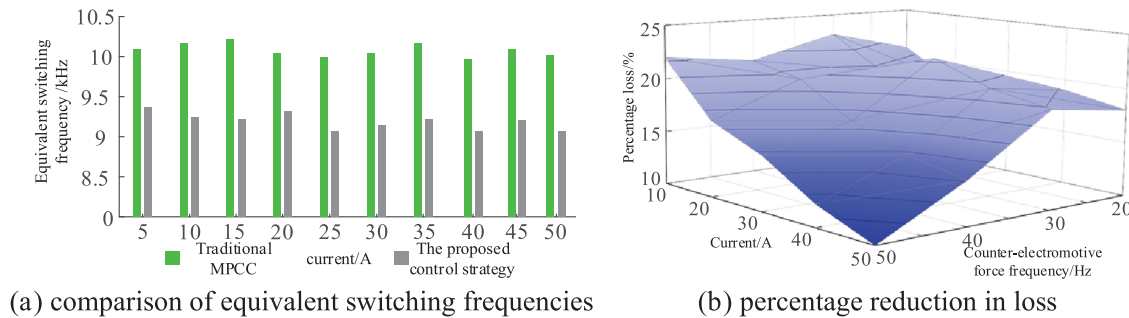 10.5
10
9.5
9
8.5
0
Equivalent switching
frequency /kHz
5 10 15 20 25 30 35 40 45 50
Traditional
MPCC
current/A
The proposed
control strategy
(a) comparison of equivalent switching frequencies
25
20
15
10
Percentage loss/%
20
30
40
50
Current/A
50
40
30
20
Counter-electromotive
force frequency/Hz
(b) percentage reduction in loss